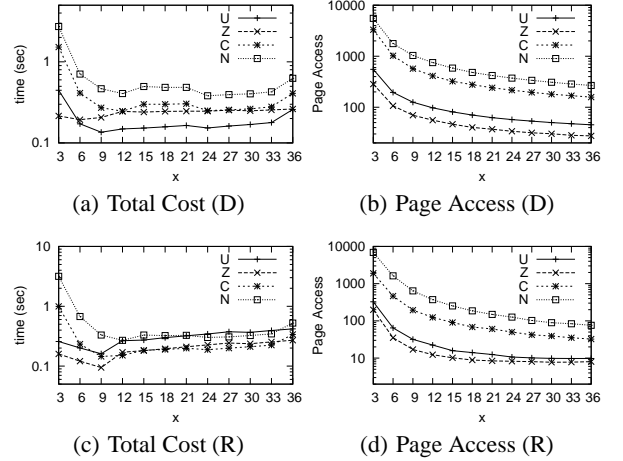 time (sec)
1
0.1
3 6 9 12 15 18 21 24 27 30 33 36
x
U
Z
C
N
(a) Total Cost (D)
Page Access
10000
1000
100
3 6 9 12 15 18 21 24 27 30 33 36
x
U
Z
C
N
(b) Page Access (D)
time (sec)
10
1
0.1
3 6 9 12 15 18 21 24 27 30 33 36
x
U
Z
C
N
(c) Total Cost (R)
Page Access
10000
1000
100
10
3 6 9 12 15 18 21 24 27 30 33 36
x
U
Z
C
N
(d) Page Access (R)